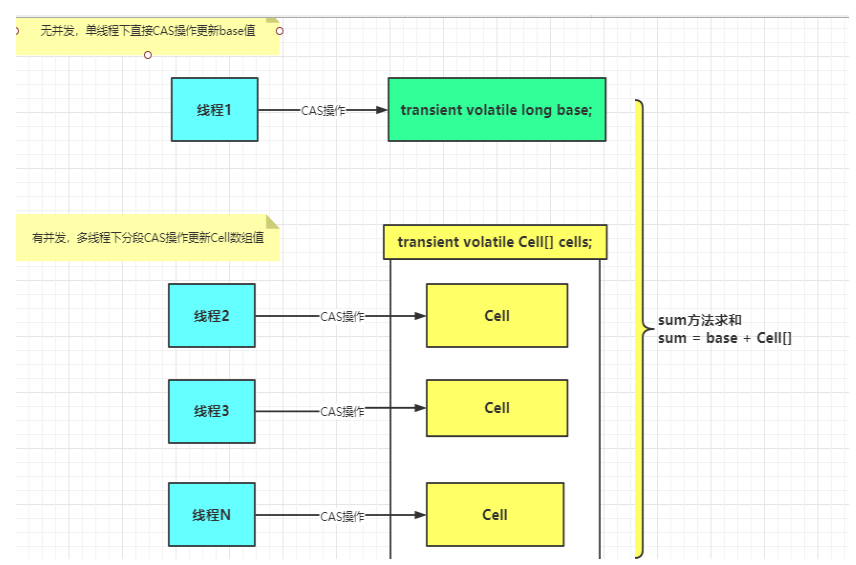 无并发，单线程下直接CAS操作更新base值
线程1
CAS操作
transient volatile long base;
有并发，多线程下分段CAS操作更新Cell数组值
transient volatile Cell[] cells;
线程2
CAS操作
Cell
sum方法求和
sum = base + Cell[]
线程3
CAS操作
Cell
线程N
CAS操作
Cell